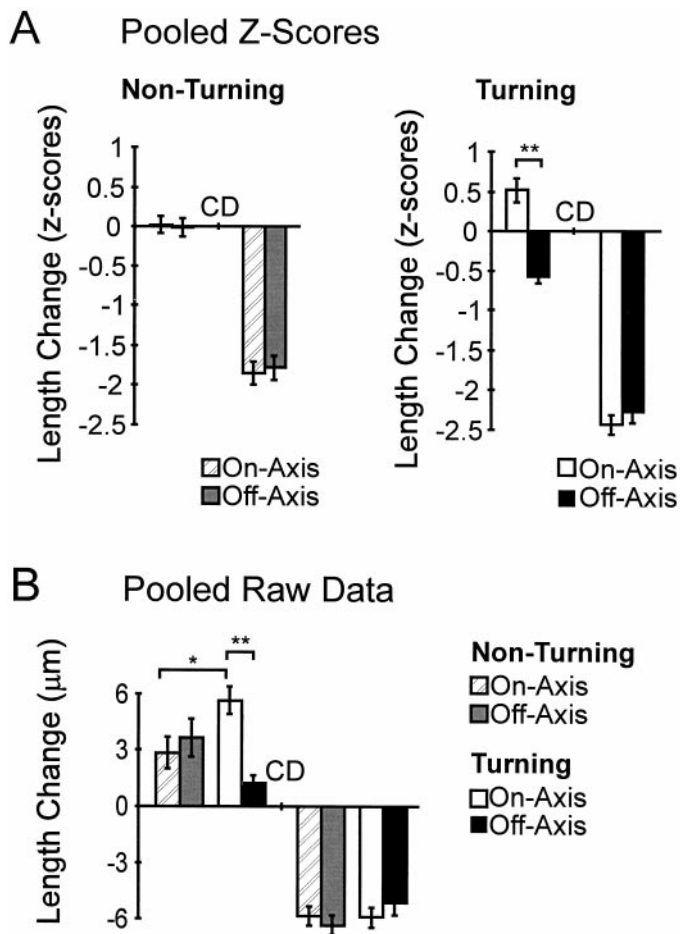 A Pooled Z-Scores
Non-Turning
Length Change (z-scores)
1
0.5
0
-0.5
-1
-1.5
-2
-2.5
CD
On-Axis
Off-Axis
Turning
Length Change (z-scores)
1
0.5
0
-0.5
-1
-1.5
-2
-2.5
**
CD
On-Axis
Off-Axis
B Pooled Raw Data
Length Change (µm)
6
3
0
-3
-6
*
**
CD
Non-Turning
On-Axis
Off-Axis
Turning
On-Axis
Off-Axis